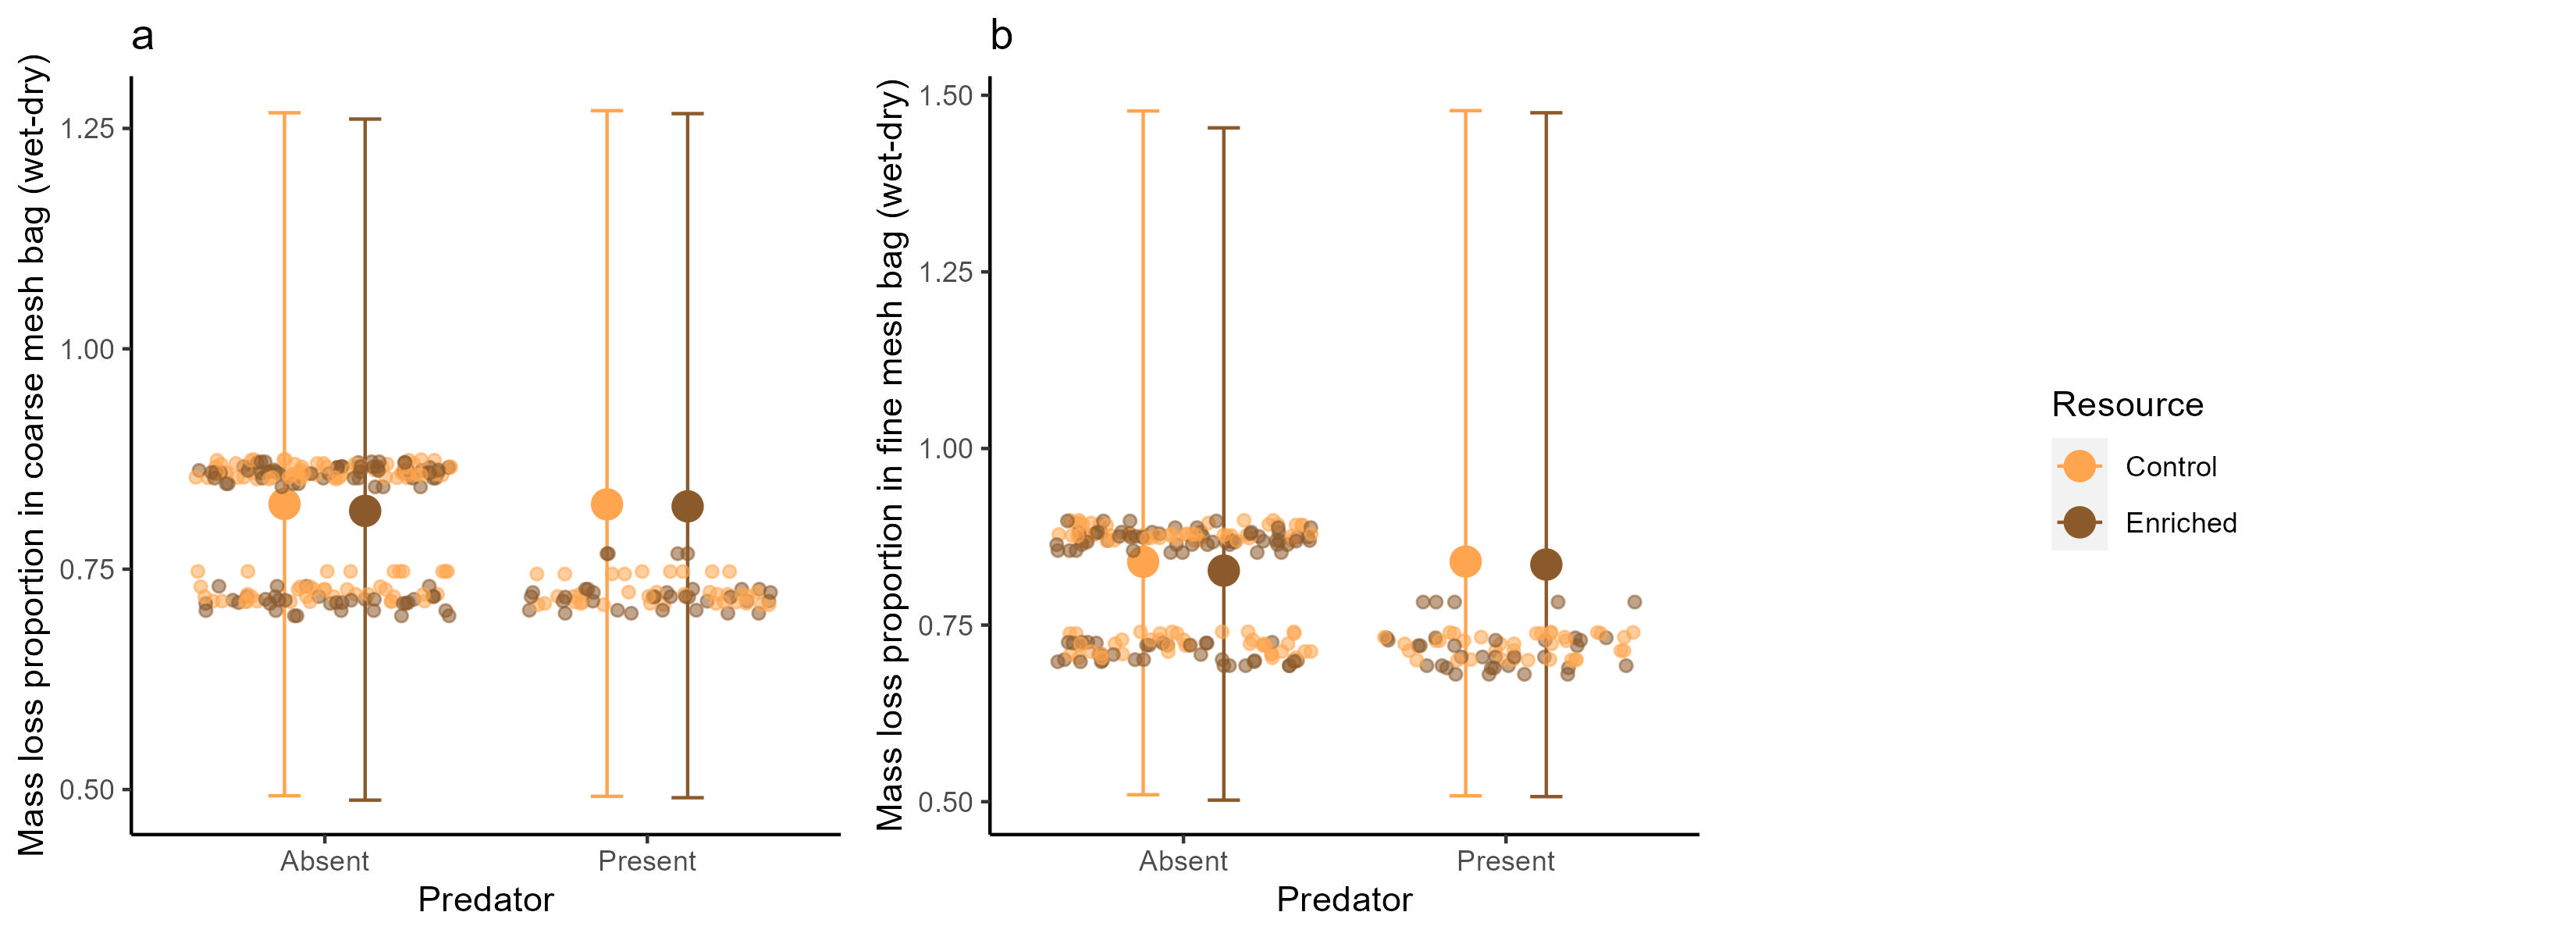 a
Mass loss proportion in coarse mesh bag (wet-dry)
1.25
1.00
0.75
0.50
Absent
Present
Predator
b
Mass loss proportion in fine mesh bag (wet-dry)
1.50
1.25
1.00
0.75
0.50
Absent
Present
Predator
Resource
Control
Enriched